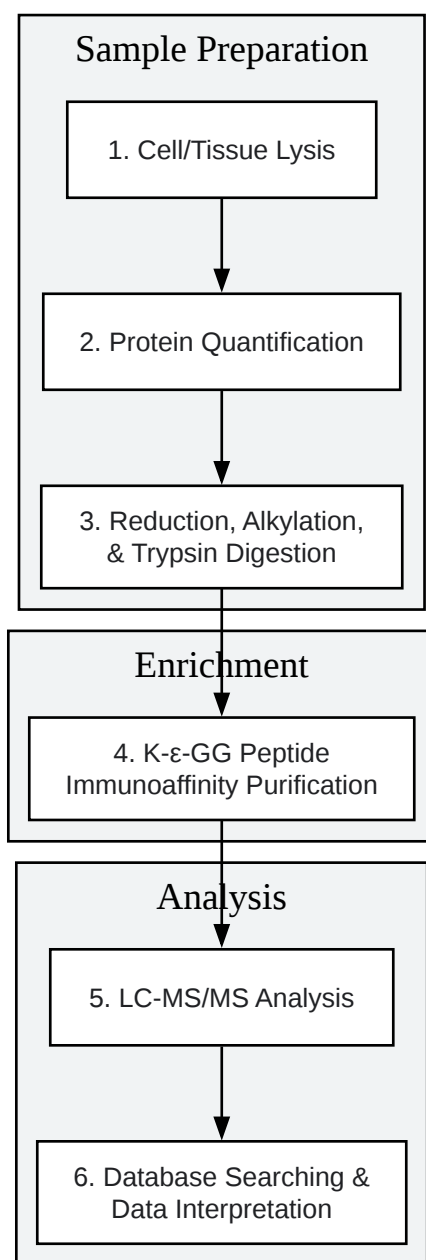 Sample Preparation
1. Cell/Tissue Lysis
2. Protein Quantification
3. Reduction, Alkylation,
& Trypsin Digestion
Enrichment
4. K-ε-GG Peptide
Immunoaffinity Purification
Analysis
5. LC-MS/MS Analysis
6. Database Searching &
Data Interpretation